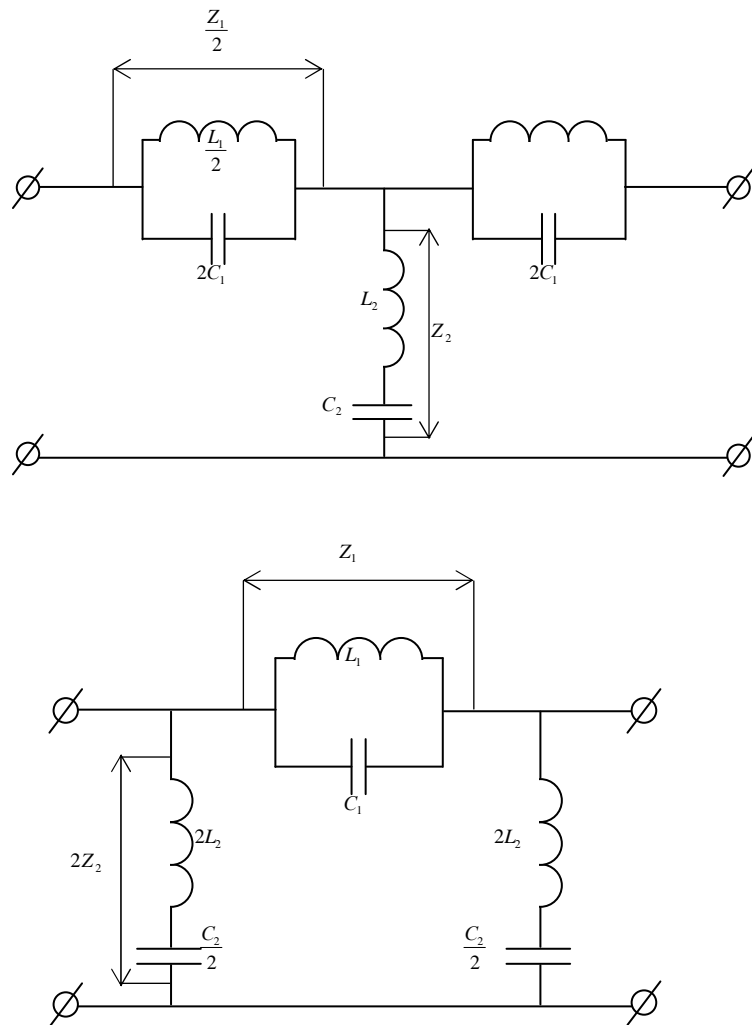 Z₁/2
L₁/2
2C₁
2C₁
L₂
Z₂
C₂
Z₁
L₁
C₁
2Z₂
2L₂
2L₂
C₂/2
C₂/2